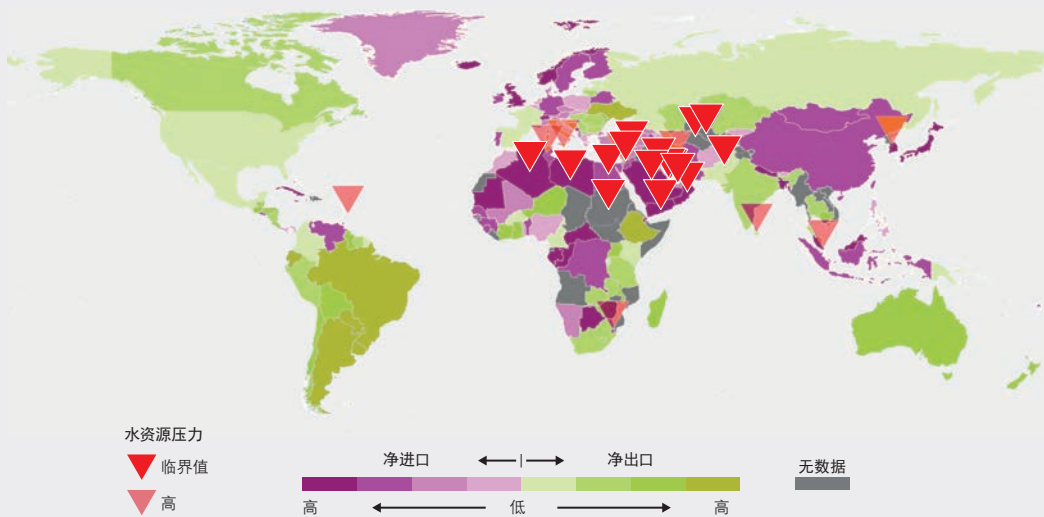 水资源压力
临界值
高
净进口 ←|→ 净出口
高 ← 低 → 高
无数据